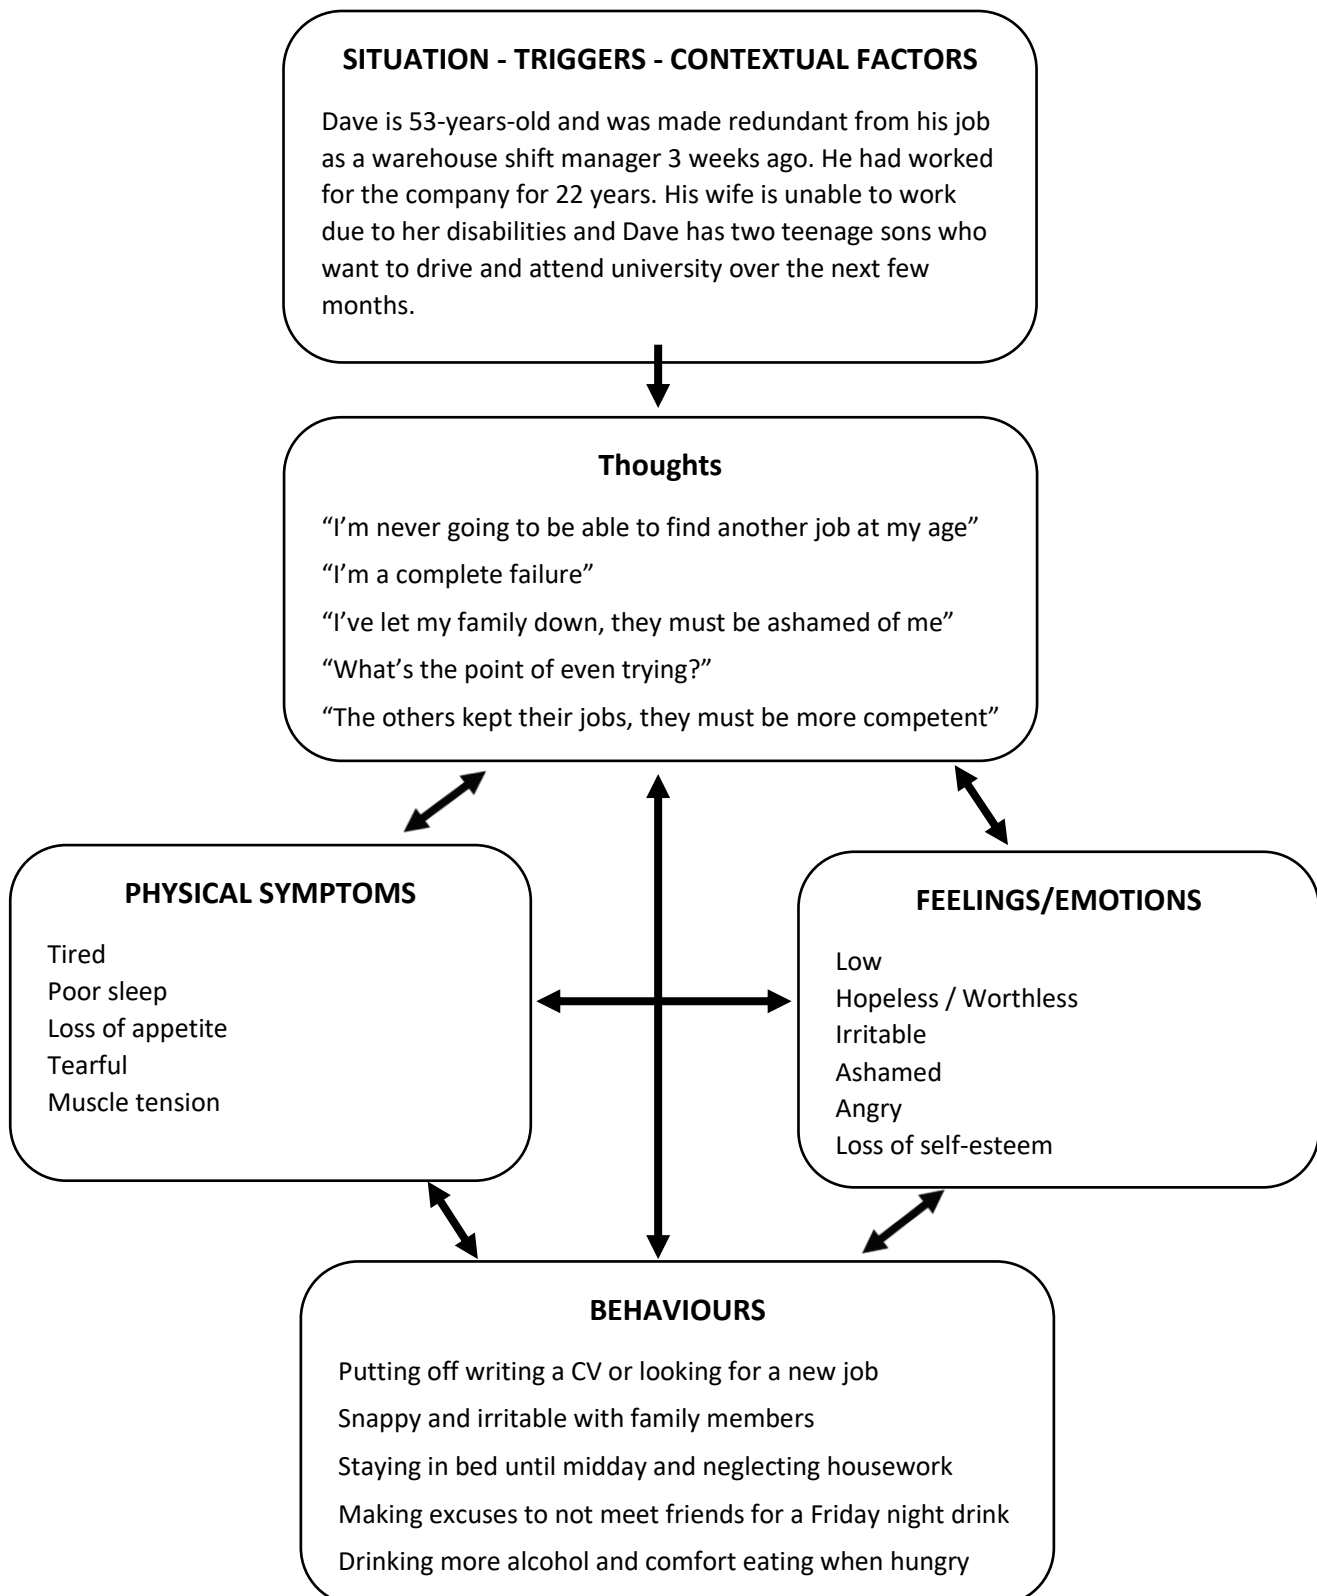 SITUATION - TRIGGERS - CONTEXTUAL FACTORS
Dave is 53-years-old and was made redundant from his job
as a warehouse shift manager 3 weeks ago. He had worked
for the company for 22 years. His wife is unable to work
due to her disabilities and Dave has two teenage sons who
want to drive and attend university over the next few
months.
Thoughts
“I’m never going to be able to find another job at my age”
“I’m a complete failure”
“I’ve let my family down, they must be ashamed of me”
“What’s the point of even trying?”
“The others kept their jobs, they must be more competent”
PHYSICAL SYMPTOMS
Tired
Poor sleep
Loss of appetite
Tearful
Muscle tension
FEELINGS/EMOTIONS
Low
Hopeless / Worthless
Irritable
Ashamed
Angry
Loss of self-esteem
BEHAVIOURS
Putting off writing a CV or looking for a new job
Snappy and irritable with family members
Staying in bed until midday and neglecting housework
Making excuses to not meet friends for a Friday night drink
Drinking more alcohol and comfort eating when hungry